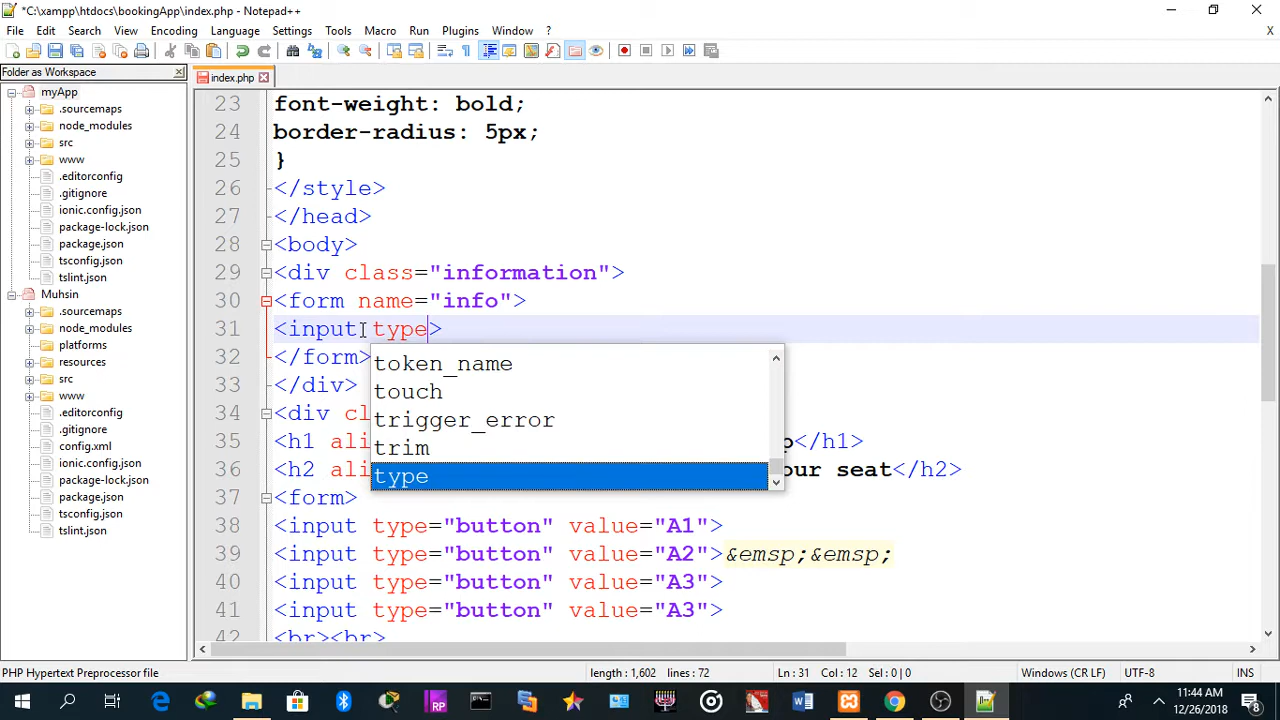 *C:\xampp\htdocs\bookingApp\index.php - Notepad++
File Edit Search View Encoding Language Settings Tools Macro Run Plugins Window ? X
Folder as Workspace
index.php
myApp
.sourcemaps
node_modules
src
www
.editorconfig
.gitignore
ionic.config.json
package-lock.json
package.json
tsconfig.json
tslint.json
Muhsin
.sourcemaps
node_modules
platforms
resources
src
www
.editorconfig
.gitignore
config.xml
ionic.config.json
package-lock.json
package.json
tsconfig.json
tslint.json
23 font-weight: bold;
24 border-radius: 5px;
25 }
26 </style>
27 </head>
28 <body>
29 <div class="information">
30 <form name="info">
31 <input type>
32 </form>
33 </div>
34 <div cl
35 <h1 ali p</h1>
36 <h2 ali our seat</h2>
37 <form>
38 <input type="button" value="A1">
39 <input type="button" value="A2">&emsp;&emsp;
40 <input type="button" value="A3">
41 <input type="button" value="A3">
42 <br><br>
token_name
touch
trigger_error
trim
type
PHP Hypertext Preprocessor file length : 1,602 lines : 72 Ln : 31 Col : 12 Sel : 0 | 0 Windows (CR LF) UTF-8 INS
RP W
11:44 AM
12/26/2018
8